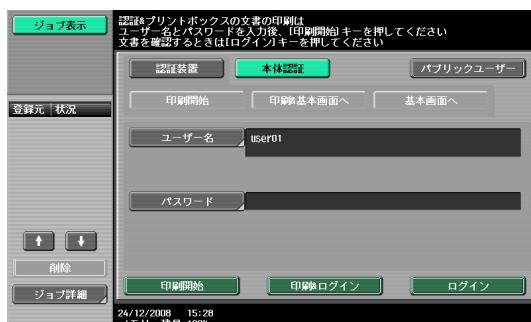 ジョブ表示
認証&プリントボックスの文書の印刷は
ユーザー名とパスワードを入力後、[印刷開始]キーを押してください
文書を確認するときは[ログイン]キーを押してください
認証装置 本体認証 パブリックユーザー
印刷開始 印刷&基本画面へ 基本画面へ
登録元 状況
ユーザー名 user01
パスワード
削除
ジョブ詳細
印刷開始 印刷&ログイン ログイン
24/12/2008 15:28